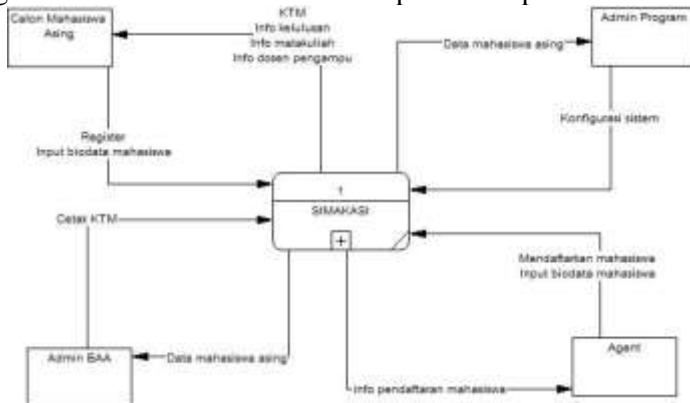 Calon Mahasiswa
Asing
KTM
Info kelulusan
Info matakuliah
Info dosen pengampu
Data mahasiswa asing
Admin Program
Register
Input biodata mahasiswa
Konfigurasi sistem
1
SIMAKASI
Cetak KTM
Mendaftarkan mahasiswa
Input biodata mahasiswa
Admin BAA
Data mahasiswa asing
Agent
Info pendaftaran mahasiswa